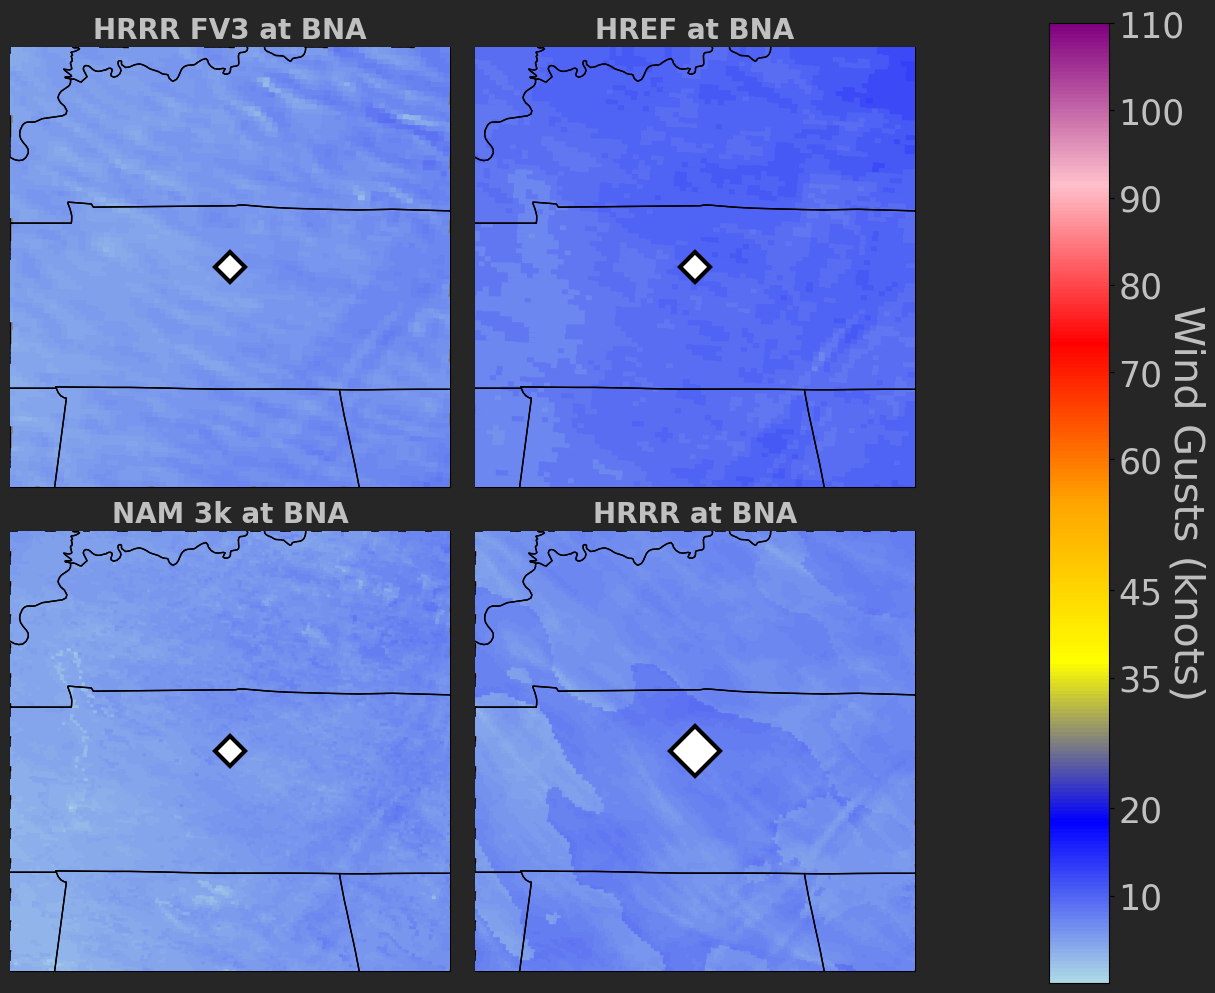 HRRR FV3 at BNA
HREF at BNA
NAM 3k at BNA
HRRR at BNA
110
100
90
80
70
60
45
35
20
10
Wind Gusts (knots)